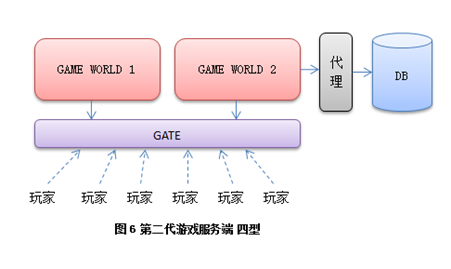 GAME WORLD 1
GAME WORLD 2
代
理
DB
GATE
玩家 玩家 玩家 玩家 玩家 玩家
图 6 第二代游戏服务端 四型